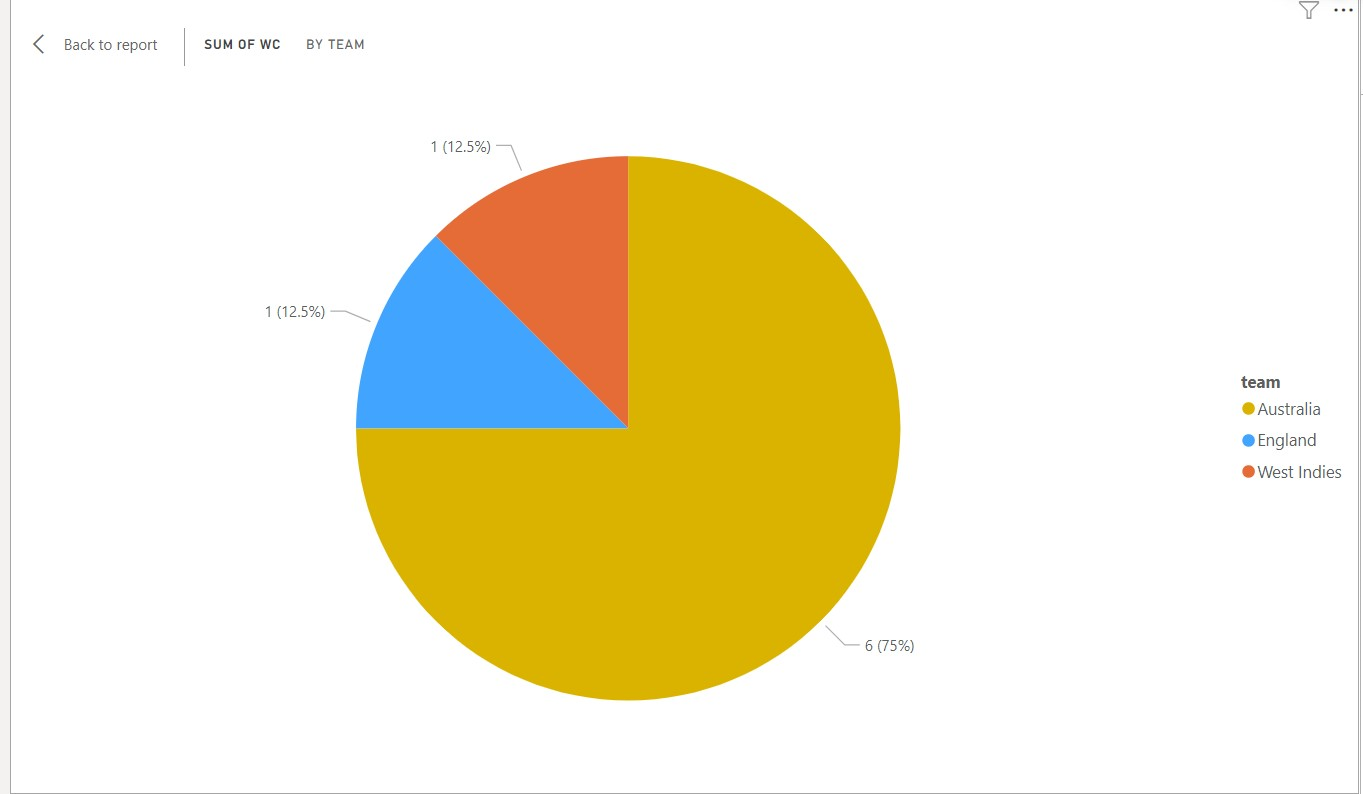 Back to report
SUM OF WC BY TEAM
1 (12.5%)
1 (12.5%)
6 (75%)
team
Australia
England
West Indies